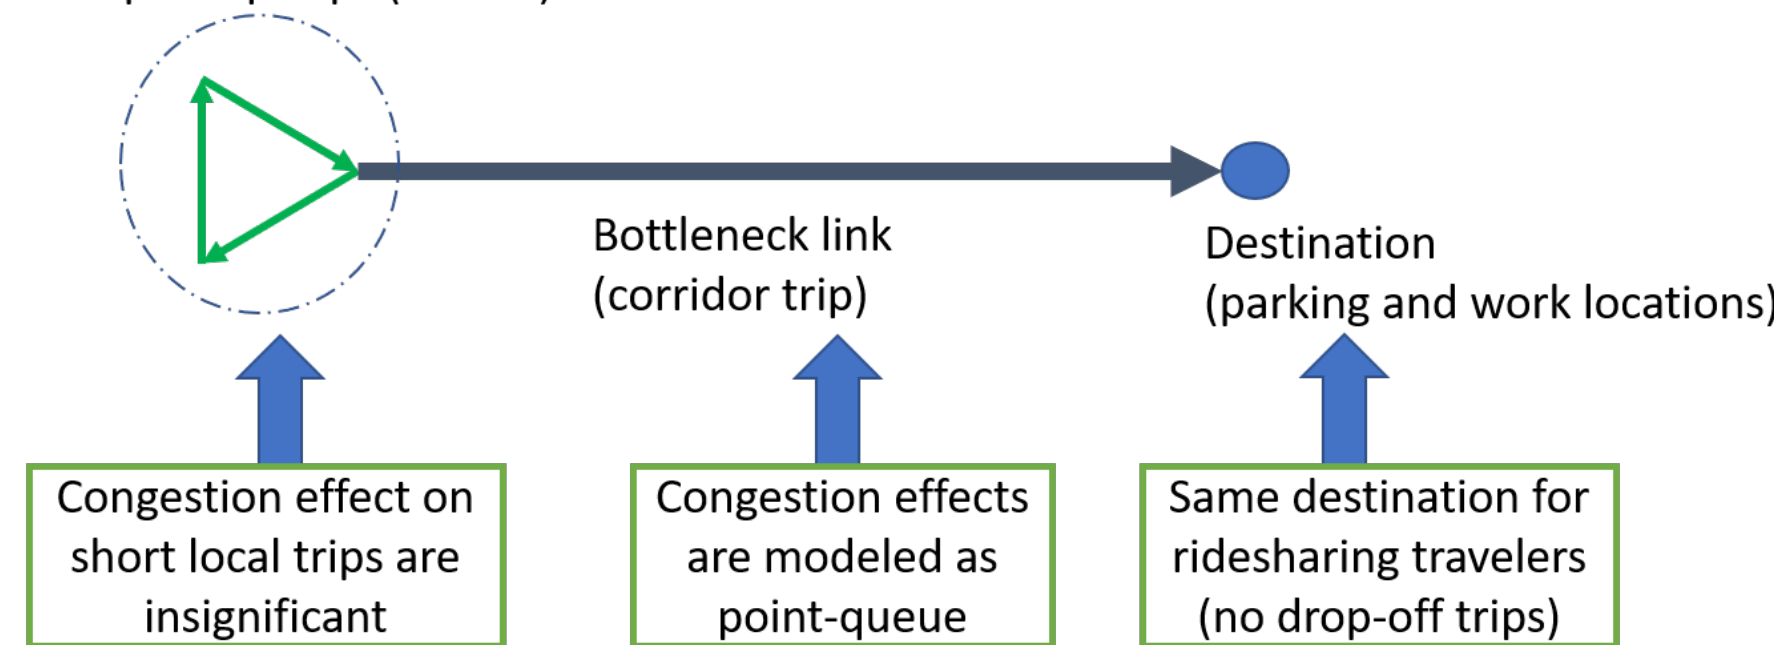 Bottleneck link
(corridor trip)
Destination
(parking and work locations)
Congestion effect on
short local trips are
insignificant
Congestion effects
are modeled as
point-queue
Same destination for
ridesharing travelers
(no drop-off trips)